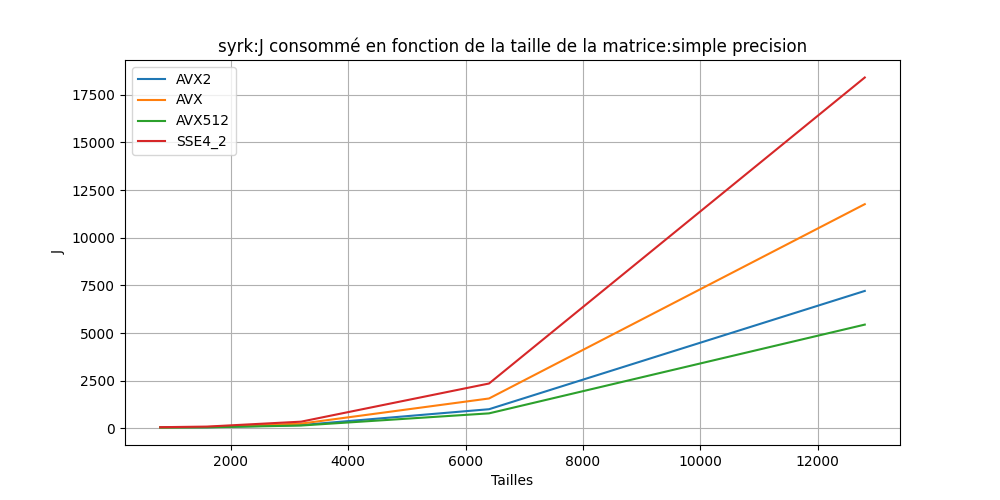 syrk:J consommé en fonction de la taille de la matrice:simple precision
AVX2
AVX
AVX512
SSE4_2
17500
15000
12500
10000
7500
5000
2500
0
J
2000 4000 6000 8000 10000 12000
Tailles